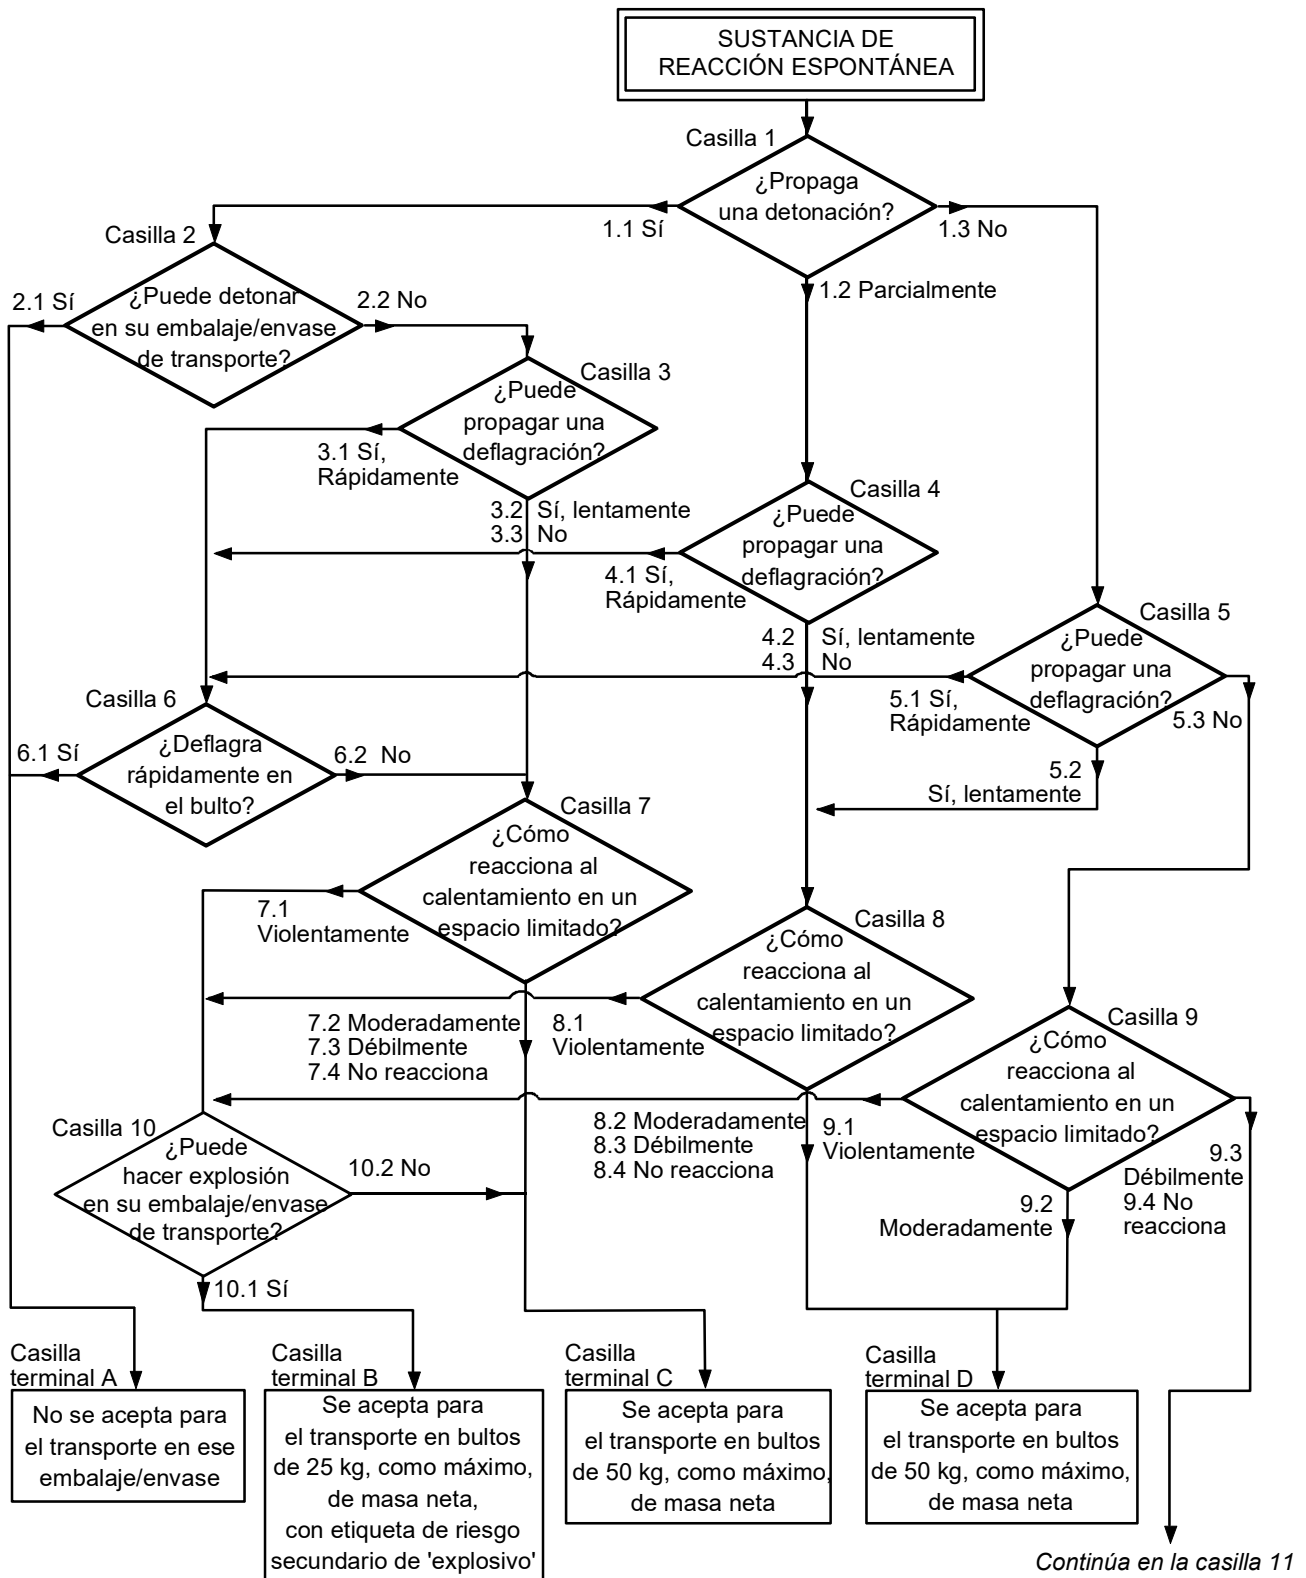 SUSTANCIA DE
REACCIÓN ESPONTÁNEA
Casilla 1
¿Propaga
una detonación?
1.1 Sí
1.3 No
1.2 Parcialmente
Casilla 2
¿Puede detonar
en su embalaje/envase
de transporte?
2.1 Sí
2.2 No
Casilla 3
¿Puede
propagar una
deflagración?
3.1 Sí,
Rápidamente
3.2 Sí, lentamente
3.3 No
Casilla 4
¿Puede
propagar una
deflagración?
4.1 Sí,
Rápidamente
4.2 Sí, lentamente
4.3 No
Casilla 5
¿Puede
propagar una
deflagración?
5.1 Sí,
Rápidamente
5.3 No
5.2
Sí, lentamente
Casilla 6
¿Deflagra
rápidamente en
el bulto?
6.1 Sí
6.2 No
Casilla 7
¿Cómo
reacciona al
calentamiento en un
espacio limitado?
7.1
Violentamente
7.2 Moderadamente
7.3 Débilmente
7.4 No reacciona
Casilla 8
¿Cómo
reacciona al
calentamiento en un
espacio limitado?
8.1
Violentamente
8.2 Moderadamente
8.3 Débilmente
8.4 No reacciona
Casilla 9
¿Cómo
reacciona al
calentamiento en un
espacio limitado?
9.1
Violentamente
9.2
Moderadamente
9.3
Débilmente
9.4 No
reacciona
Casilla 10
¿Puede
hacer explosión
en su embalaje/envase
de transporte?
10.2 No
10.1 Sí
Casilla
terminal A
No se acepta para
el transporte en ese
embalaje/envase
Casilla
terminal B
Se acepta para
el transporte en bultos
de 25 kg, como máximo,
de masa neta,
con etiqueta de riesgo
secundario de 'explosivo'
Casilla
terminal C
Se acepta para
el transporte en bultos
de 50 kg, como máximo,
de masa neta
Casilla
terminal D
Se acepta para
el transporte en bultos
de 50 kg, como máximo,
de masa neta
Continúa en la casilla 11